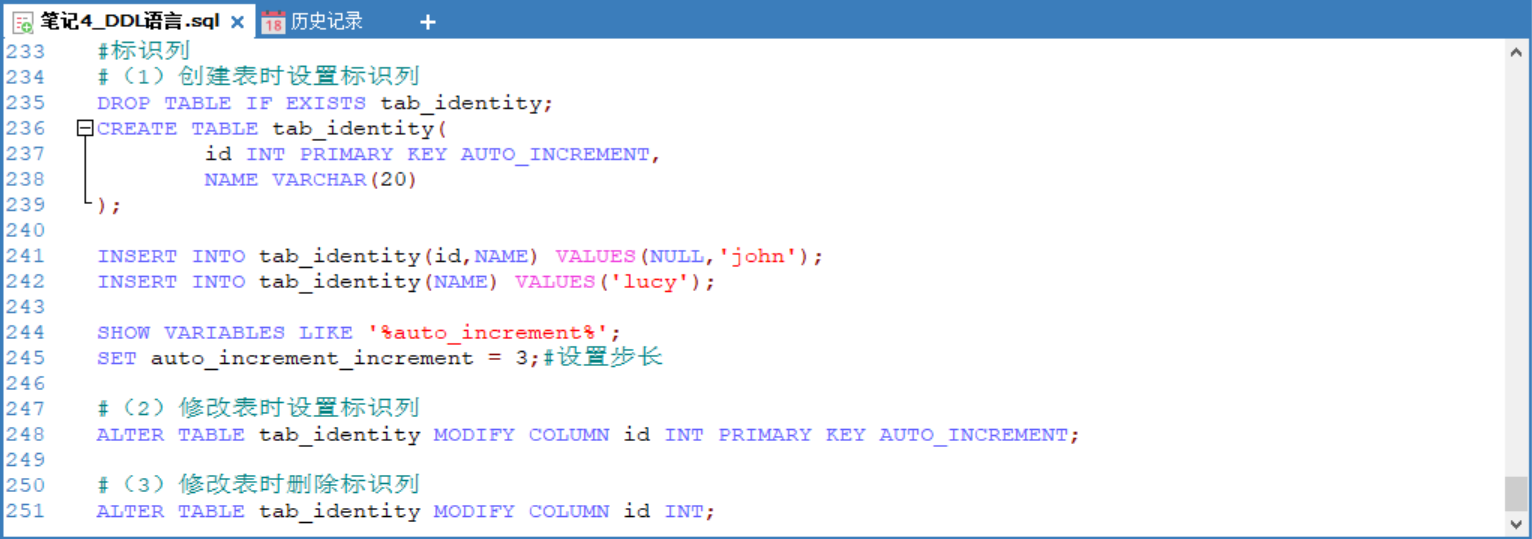 笔记4_DDL语言.sql × 18 历史记录 +
233 #标识列
234 #（1）创建表时设置标识列
235 DROP TABLE IF EXISTS tab_identity;
236 CREATE TABLE tab_identity(
237 id INT PRIMARY KEY AUTO_INCREMENT,
238 NAME VARCHAR(20)
239 );
240
241 INSERT INTO tab_identity(id,NAME) VALUES(NULL,'john');
242 INSERT INTO tab_identity(NAME) VALUES('lucy');
243
244 SHOW VARIABLES LIKE '%auto_increment%';
245 SET auto_increment_increment = 3;#设置步长
246
247 #（2）修改表时设置标识列
248 ALTER TABLE tab_identity MODIFY COLUMN id INT PRIMARY KEY AUTO_INCREMENT;
249
250 #（3）修改表时删除标识列
251 ALTER TABLE tab_identity MODIFY COLUMN id INT;